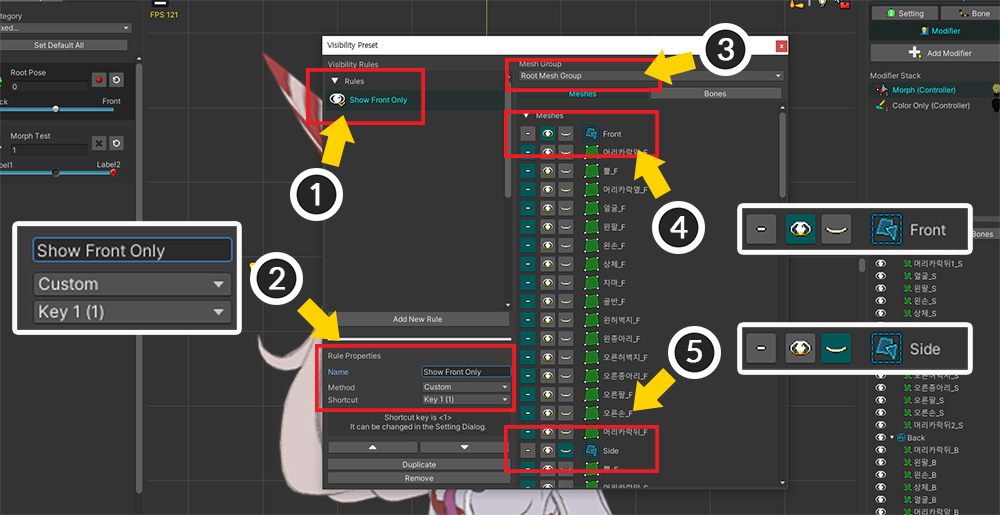 FPS 121
ategory
xed...
Set Default All
Root Pose
0
ck
Front
Morph Test
1
abel1
Label2
Visibility Preset
Visibility Rules
Rules
Show Front Only
Add New Rule
Rule Properties
Name
Show Front Only
Method
Custom
Shortcut
Key 1 (1)
Shortcut key is <1>
It can be changed in the Setting Dialog.
Duplicate
Remove
Mesh Group
Root Mesh Group
Meshes
Bones
Meshes
Front
머리카락앞_F
뿔_F
머리카락옆_F
얼굴_F
왼팔_F
왼손_F
상체_F
치마_F
골반_F
왼허벅지_F
왼종아리_F
오른허벅지_F
오른종아리_F
오른팔_F
오른손_F
머리카락뒤_F
Side
뿔_S
Setting
Bone
Modifier
Add Modifier
Modifier Stack
Morph (Controller)
Color Only (Controller)
Bones
머리카락뒤1_S
얼굴_S
왼팔_S
왼손_S
상체_S
오른종아리_S
오른팔_S
오른손_S
머리카락뒤2_S
Back
머리카락뒤_B
왼팔_B
왼손_B
얼굴_B
머리카락앞_B
1
2
3
4
5
Show Front Only
Custom
Key 1 (1)
Front
Side